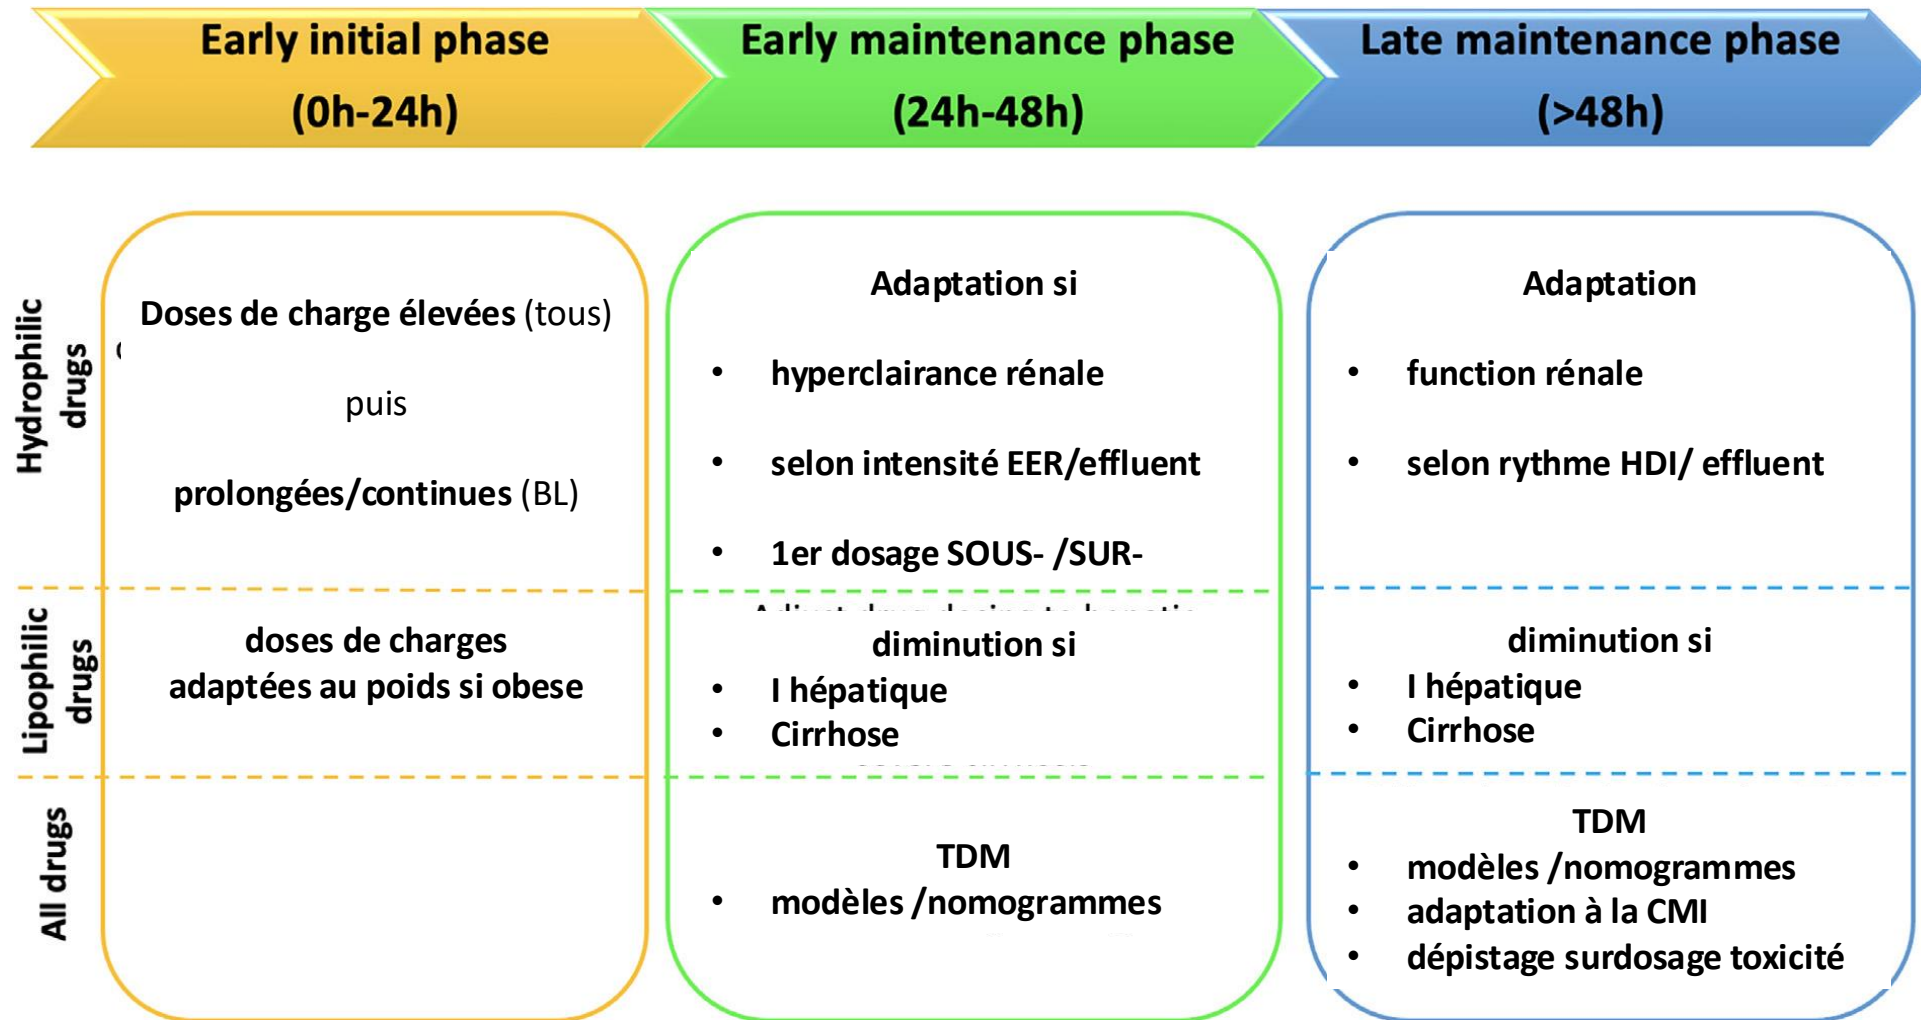 Early initial phase
(0h-24h)
Early maintenance phase
(24h-48h)
Late maintenance phase
(>48h)
Hydrophilic
drugs
Doses de charge élevées (tous)
puis
prolongées/continues (BL)
Adaptation si
• hyperclairance rénale
• selon intensité EER/effluent
• 1er dosage SOUS- /SUR-
Adaptation
• function rénale
• selon rythme HDI/ effluent
Lipophilic
drugs
doses de charges
adaptées au poids si obese
diminution si
• I hépatique
• Cirrhose
diminution si
• I hépatique
• Cirrhose
All drugs
TDM
• modèles /nomogrammes
TDM
• modèles /nomogrammes
• adaptation à la CMI
• dépistage surdosage toxicité